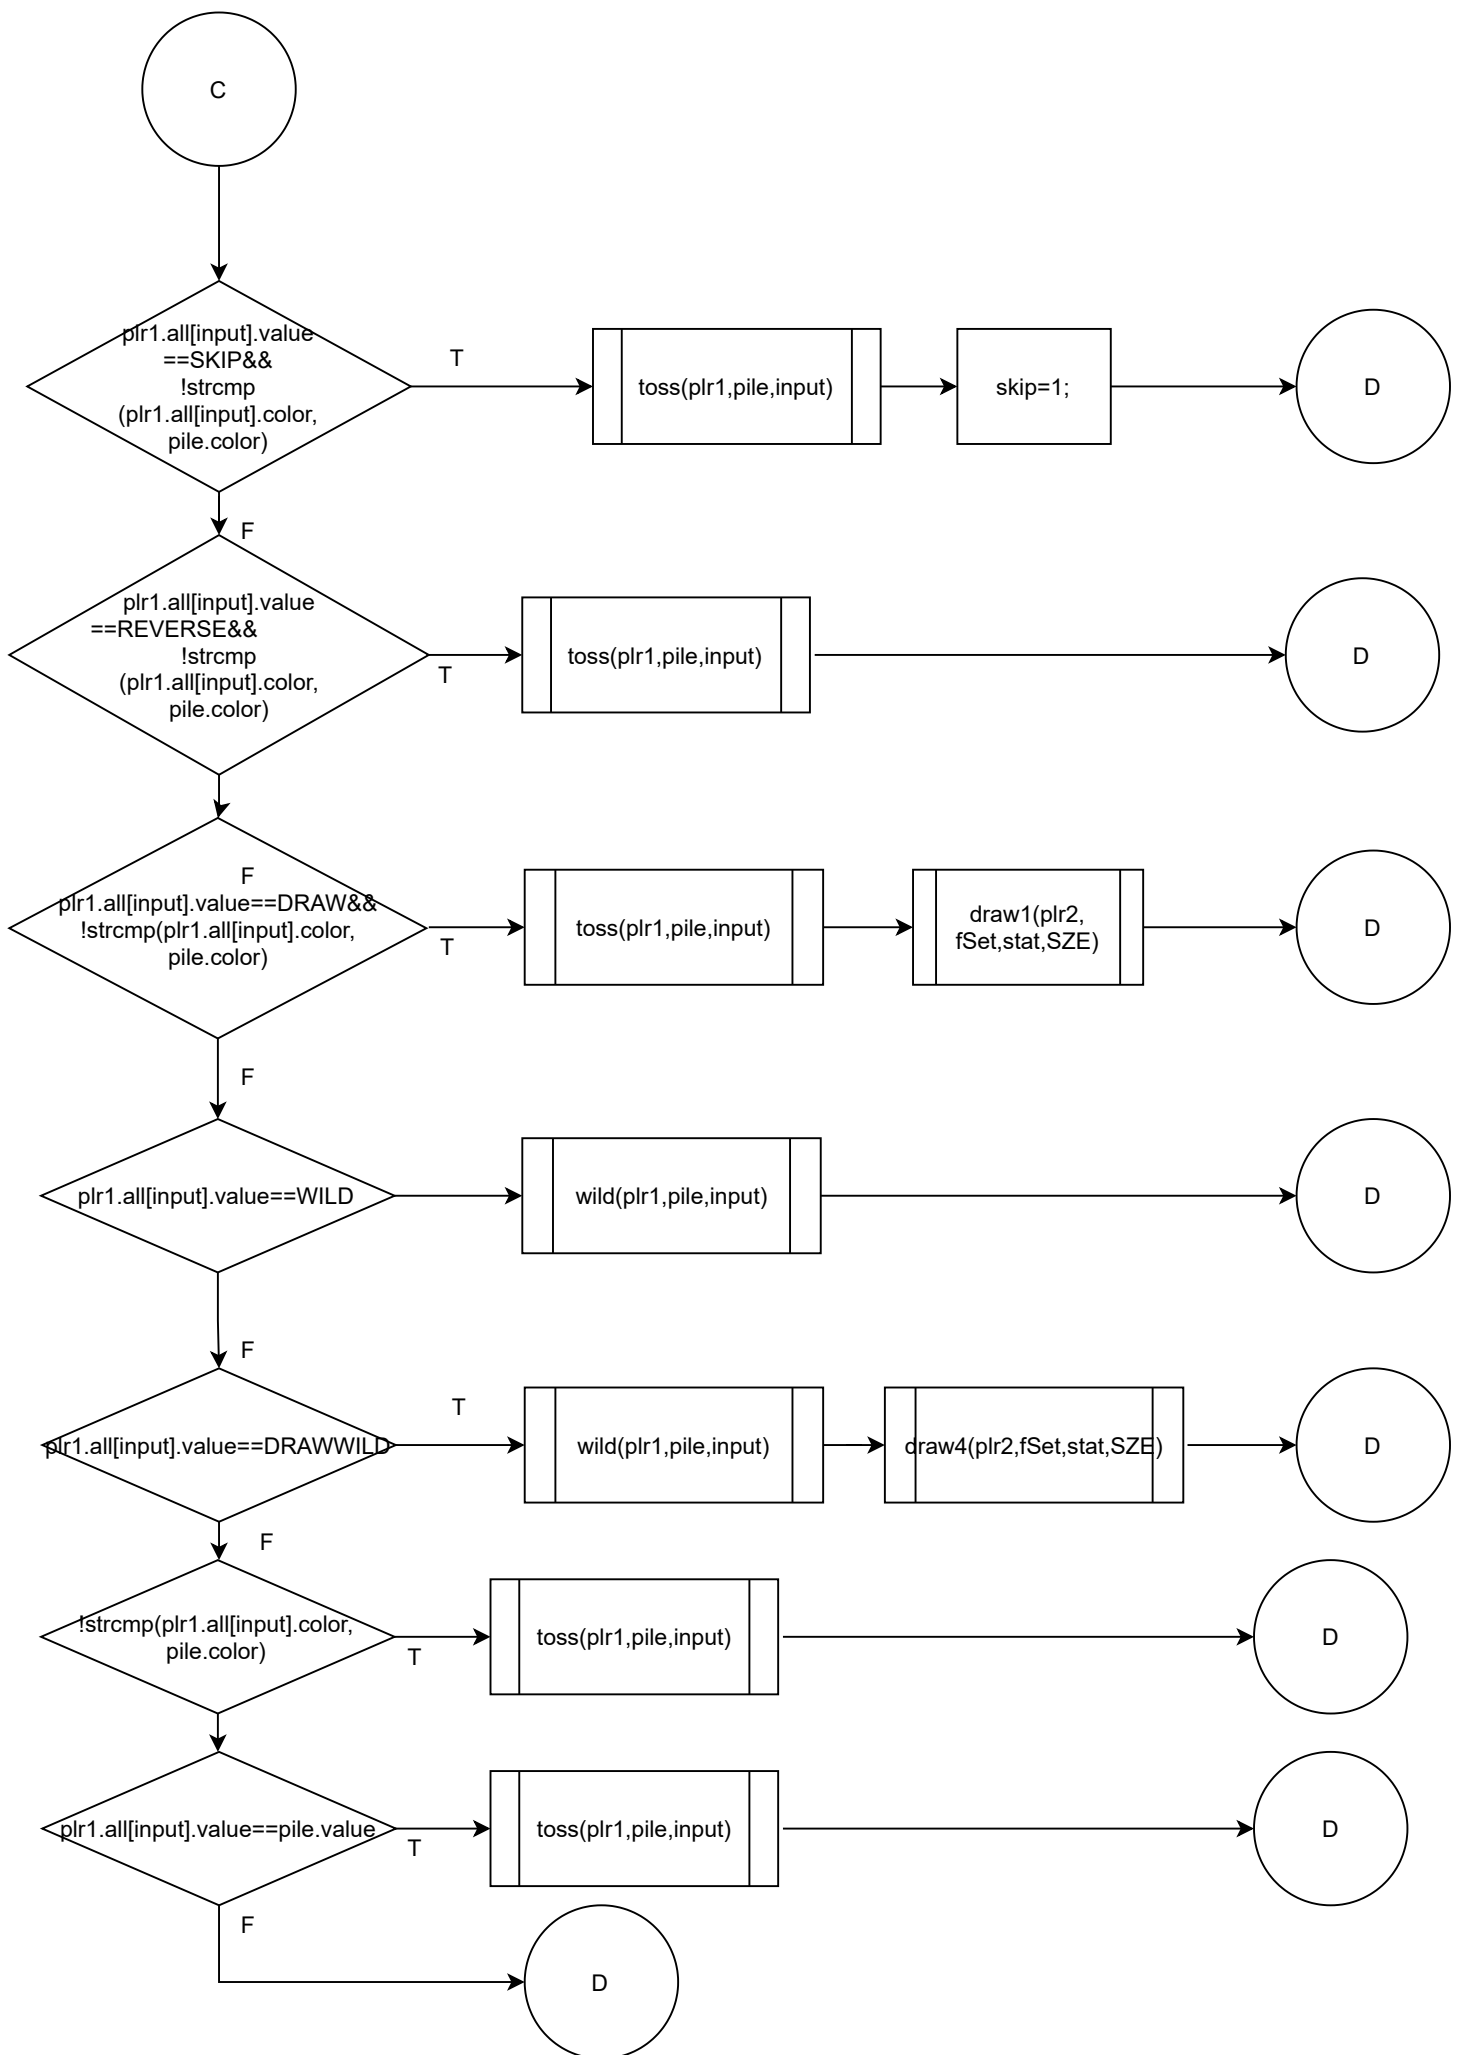 C
plr1.all[input].value
==SKIP&&
!strcmp
(plr1.all[input].color,
pile.color)
T
toss(plr1,pile,input)
skip=1;
D
F
plr1.all[input].value
==REVERSE&&
!strcmp
(plr1.all[input].color,
pile.color)
T
toss(plr1,pile,input)
D
F
plr1.all[input].value==DRAW&&
!strcmp(plr1.all[input].color,
pile.color)
T
toss(plr1,pile,input)
draw1(plr2,
fSet,stat,SZE)
D
F
plr1.all[input].value==WILD
wild(plr1,pile,input)
D
F
plr1.all[input].value==DRAWWILD
T
wild(plr1,pile,input)
draw4(plr2,fSet,stat,SZE)
D
F
!strcmp(plr1.all[input].color,
pile.color)
T
toss(plr1,pile,input)
D
plr1.all[input].value==pile.value
T
toss(plr1,pile,input)
D
F
D